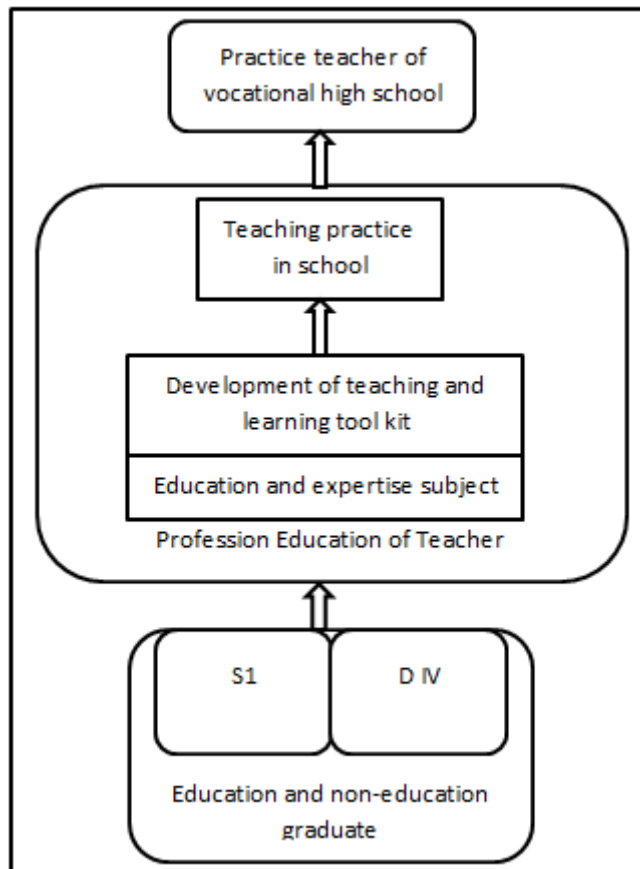 Practice teacher of
vocational high school
Teaching practice
in school
Development of teaching and
learning tool kit
Education and expertise subject
Profession Education of Teacher
S1
D IV
Education and non-education
graduate